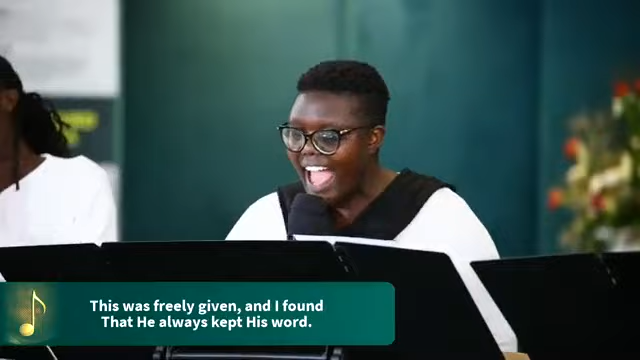 This was freely given, and I found
That He always kept His word.